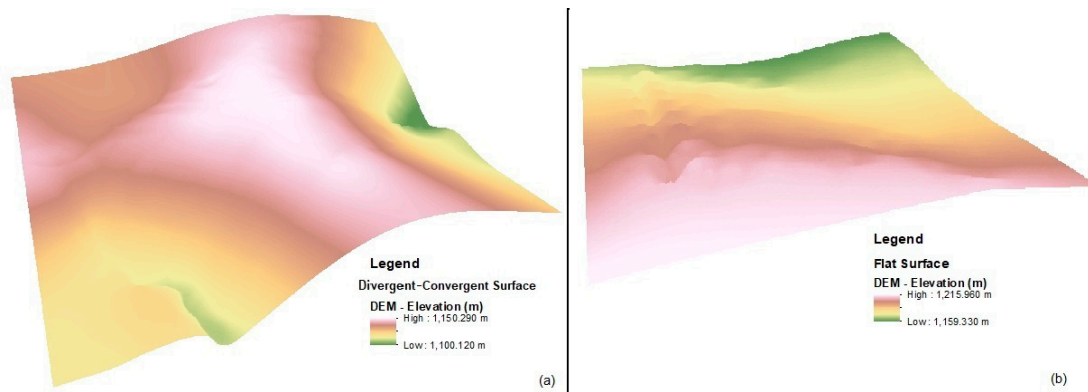 Legend
Divergent-Convergent Surface
DEM - Elevation (m)
High : 1,150.290 m
Low : 1,100.120 m
(a)
Legend
Flat Surface
DEM - Elevation (m)
High : 1,215.960 m
Low : 1,159.330 m
(b)